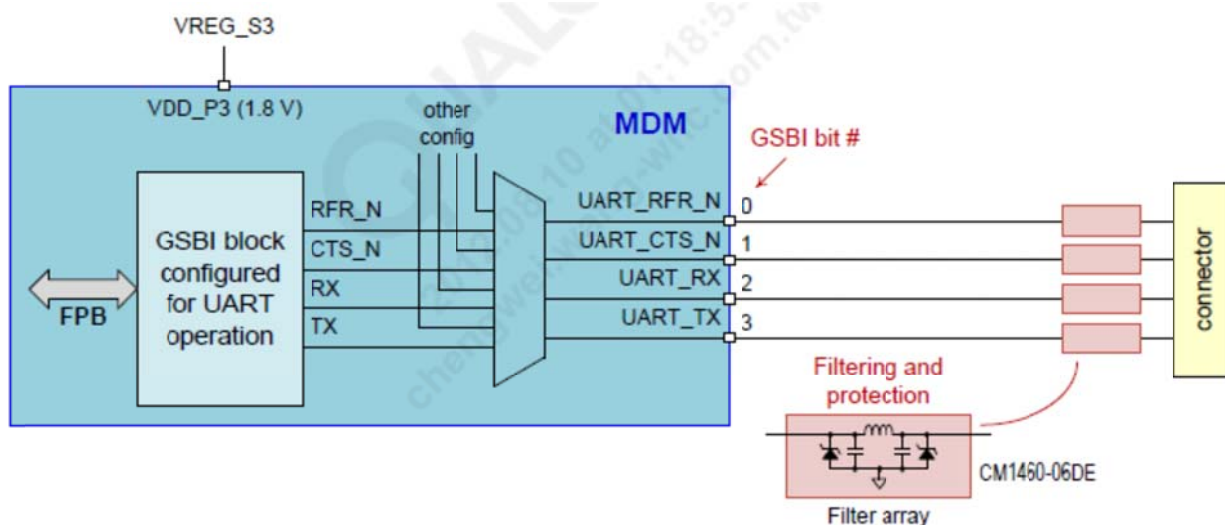 VREG_S3
VDD_P3 (1.8 V)
other
config
MDM
GSBI bit #
GSBI block
configured
for UART
operation
FPB
RFR_N
CTS_N
RX
TX
UART_RFR_N
0
UART_CTS_N
1
UART_RX
2
UART_TX
3
connector
Filtering and
protection
CM1460-06DE
Filter array